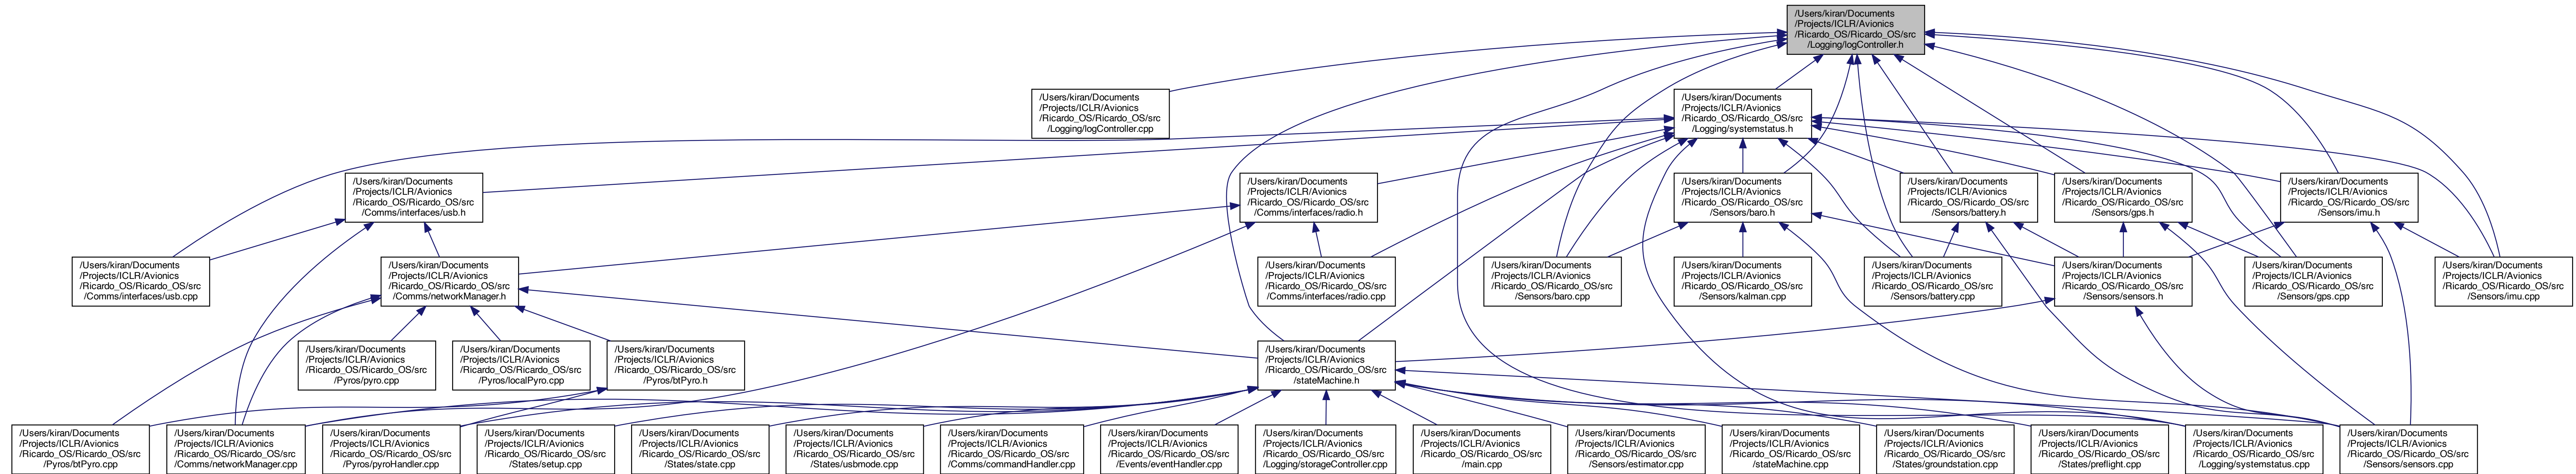 /Users/kiran/Documents
/Projects/ICLR/Avionics
/Ricardo_OS/Ricardo_OS/src
/Logging/logController.h
/Users/kiran/Documents
/Projects/ICLR/Avionics
/Ricardo_OS/Ricardo_OS/src
/Logging/logController.cpp
/Users/kiran/Documents
/Projects/ICLR/Avionics
/Ricardo_OS/Ricardo_OS/src
/Logging/systemstatus.h
/Users/kiran/Documents
/Projects/ICLR/Avionics
/Ricardo_OS/Ricardo_OS/src
/Comms/interfaces/usb.h
/Users/kiran/Documents
/Projects/ICLR/Avionics
/Ricardo_OS/Ricardo_OS/src
/Comms/interfaces/radio.h
/Users/kiran/Documents
/Projects/ICLR/Avionics
/Ricardo_OS/Ricardo_OS/src
/Sensors/baro.h
/Users/kiran/Documents
/Projects/ICLR/Avionics
/Ricardo_OS/Ricardo_OS/src
/Sensors/battery.h
/Users/kiran/Documents
/Projects/ICLR/Avionics
/Ricardo_OS/Ricardo_OS/src
/Sensors/gps.h
/Users/kiran/Documents
/Projects/ICLR/Avionics
/Ricardo_OS/Ricardo_OS/src
/Sensors/imu.h
/Users/kiran/Documents
/Projects/ICLR/Avionics
/Ricardo_OS/Ricardo_OS/src
/Comms/interfaces/usb.cpp
/Users/kiran/Documents
/Projects/ICLR/Avionics
/Ricardo_OS/Ricardo_OS/src
/Comms/networkManager.h
/Users/kiran/Documents
/Projects/ICLR/Avionics
/Ricardo_OS/Ricardo_OS/src
/Comms/interfaces/radio.cpp
/Users/kiran/Documents
/Projects/ICLR/Avionics
/Ricardo_OS/Ricardo_OS/src
/Sensors/baro.cpp
/Users/kiran/Documents
/Projects/ICLR/Avionics
/Ricardo_OS/Ricardo_OS/src
/Sensors/kalman.cpp
/Users/kiran/Documents
/Projects/ICLR/Avionics
/Ricardo_OS/Ricardo_OS/src
/Sensors/battery.cpp
/Users/kiran/Documents
/Projects/ICLR/Avionics
/Ricardo_OS/Ricardo_OS/src
/Sensors/sensors.h
/Users/kiran/Documents
/Projects/ICLR/Avionics
/Ricardo_OS/Ricardo_OS/src
/Sensors/gps.cpp
/Users/kiran/Documents
/Projects/ICLR/Avionics
/Ricardo_OS/Ricardo_OS/src
/Sensors/imu.cpp
/Users/kiran/Documents
/Projects/ICLR/Avionics
/Ricardo_OS/Ricardo_OS/src
/Pyros/pyro.cpp
/Users/kiran/Documents
/Projects/ICLR/Avionics
/Ricardo_OS/Ricardo_OS/src
/Pyros/localPyro.cpp
/Users/kiran/Documents
/Projects/ICLR/Avionics
/Ricardo_OS/Ricardo_OS/src
/Pyros/btPyro.h
/Users/kiran/Documents
/Projects/ICLR/Avionics
/Ricardo_OS/Ricardo_OS/src
/stateMachine.h
/Users/kiran/Documents
/Projects/ICLR/Avionics
/Ricardo_OS/Ricardo_OS/src
/Pyros/btPyro.cpp
/Users/kiran/Documents
/Projects/ICLR/Avionics
/Ricardo_OS/Ricardo_OS/src
/Comms/networkManager.cpp
/Users/kiran/Documents
/Projects/ICLR/Avionics
/Ricardo_OS/Ricardo_OS/src
/Pyros/pyroHandler.cpp
/Users/kiran/Documents
/Projects/ICLR/Avionics
/Ricardo_OS/Ricardo_OS/src
/States/setup.cpp
/Users/kiran/Documents
/Projects/ICLR/Avionics
/Ricardo_OS/Ricardo_OS/src
/States/state.cpp
/Users/kiran/Documents
/Projects/ICLR/Avionics
/Ricardo_OS/Ricardo_OS/src
/States/usbmode.cpp
/Users/kiran/Documents
/Projects/ICLR/Avionics
/Ricardo_OS/Ricardo_OS/src
/Comms/commandHandler.cpp
/Users/kiran/Documents
/Projects/ICLR/Avionics
/Ricardo_OS/Ricardo_OS/src
/Events/eventHandler.cpp
/Users/kiran/Documents
/Projects/ICLR/Avionics
/Ricardo_OS/Ricardo_OS/src
/Logging/storageController.cpp
/Users/kiran/Documents
/Projects/ICLR/Avionics
/Ricardo_OS/Ricardo_OS/src
/main.cpp
/Users/kiran/Documents
/Projects/ICLR/Avionics
/Ricardo_OS/Ricardo_OS/src
/Sensors/estimator.cpp
/Users/kiran/Documents
/Projects/ICLR/Avionics
/Ricardo_OS/Ricardo_OS/src
/stateMachine.cpp
/Users/kiran/Documents
/Projects/ICLR/Avionics
/Ricardo_OS/Ricardo_OS/src
/States/groundstation.cpp
/Users/kiran/Documents
/Projects/ICLR/Avionics
/Ricardo_OS/Ricardo_OS/src
/States/preflight.cpp
/Users/kiran/Documents
/Projects/ICLR/Avionics
/Ricardo_OS/Ricardo_OS/src
/Logging/systemstatus.cpp
/Users/kiran/Documents
/Projects/ICLR/Avionics
/Ricardo_OS/Ricardo_OS/src
/Sensors/sensors.cpp